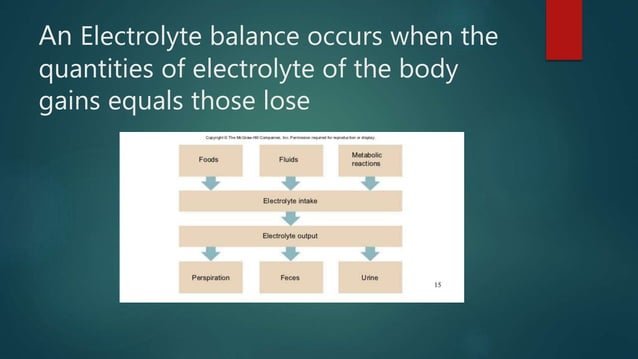 An Electrolyte balance occurs when the
quantities of electrolyte of the body
gains equals those lose
Copyright © The McGraw-Hill Companies, Inc. Permission required for reproduction or display.
Foods
Fluids
Metabolic
reactions
Electrolyte intake
Electrolyte output
Perspiration
Feces
Urine
15